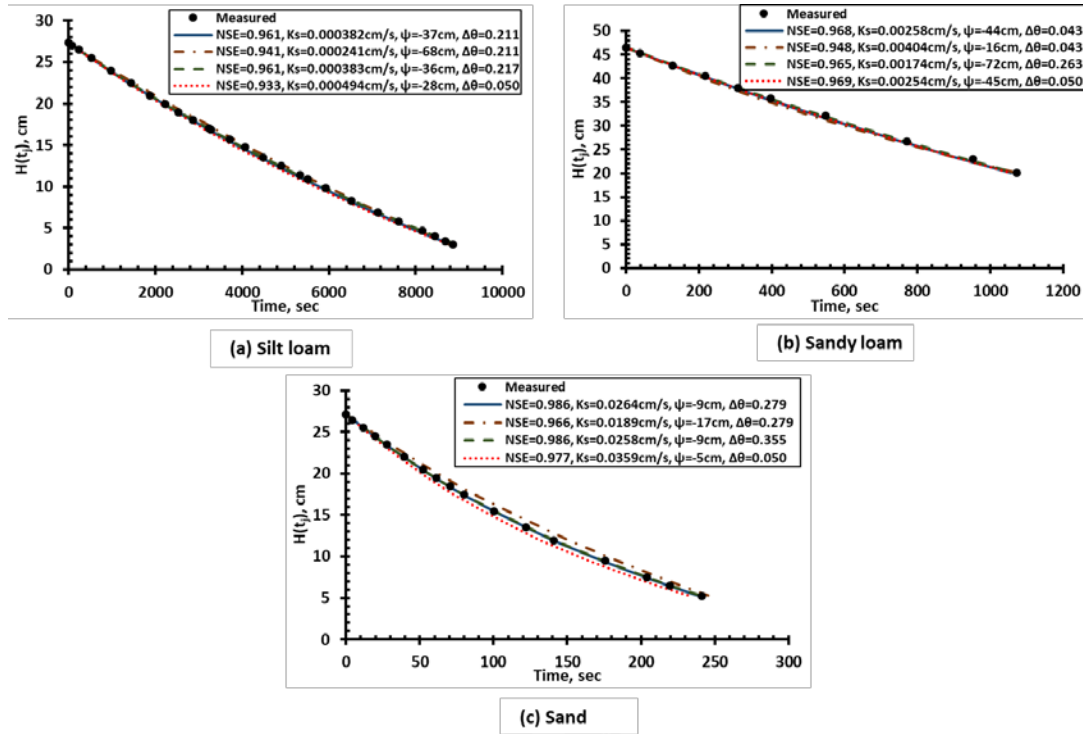 Measured
NSE=0.961, Ks=0.000382cm/s, ψ=-37cm, Δθ=0.211
NSE=0.941, Ks=0.000241cm/s, ψ=-68cm, Δθ=0.211
NSE=0.961, Ks=0.000383cm/s, ψ=-36cm, Δθ=0.217
NSE=0.933, Ks=0.000494cm/s, ψ=-28cm, Δθ=0.050
30
25
20
15
10
5
0
H(tj), cm
0 2000 4000 6000 8000 10000
Time, sec
(a) Silt loam
Measured
NSE=0.968, Ks=0.00258cm/s, ψ=-44cm, Δθ=0.043
NSE=0.948, Ks=0.00404cm/s, ψ=-16cm, Δθ=0.043
NSE=0.965, Ks=0.00174cm/s, ψ=-72cm, Δθ=0.263
NSE=0.969, Ks=0.00254cm/s, ψ=-45cm, Δθ=0.050
50
45
40
35
30
25
20
15
10
5
0
H(tj), cm
0 200 400 600 800 1000 1200
Time, sec
(b) Sandy loam
Measured
NSE=0.986, Ks=0.0264cm/s, ψ=-9cm, Δθ=0.279
NSE=0.966, Ks=0.0189cm/s, ψ=-17cm, Δθ=0.279
NSE=0.986, Ks=0.0258cm/s, ψ=-9cm, Δθ=0.355
NSE=0.977, Ks=0.0359cm/s, ψ=-5cm, Δθ=0.050
30
25
20
15
10
5
0
H(tj), cm
0 50 100 150 200 250 300
Time, sec
(c) Sand